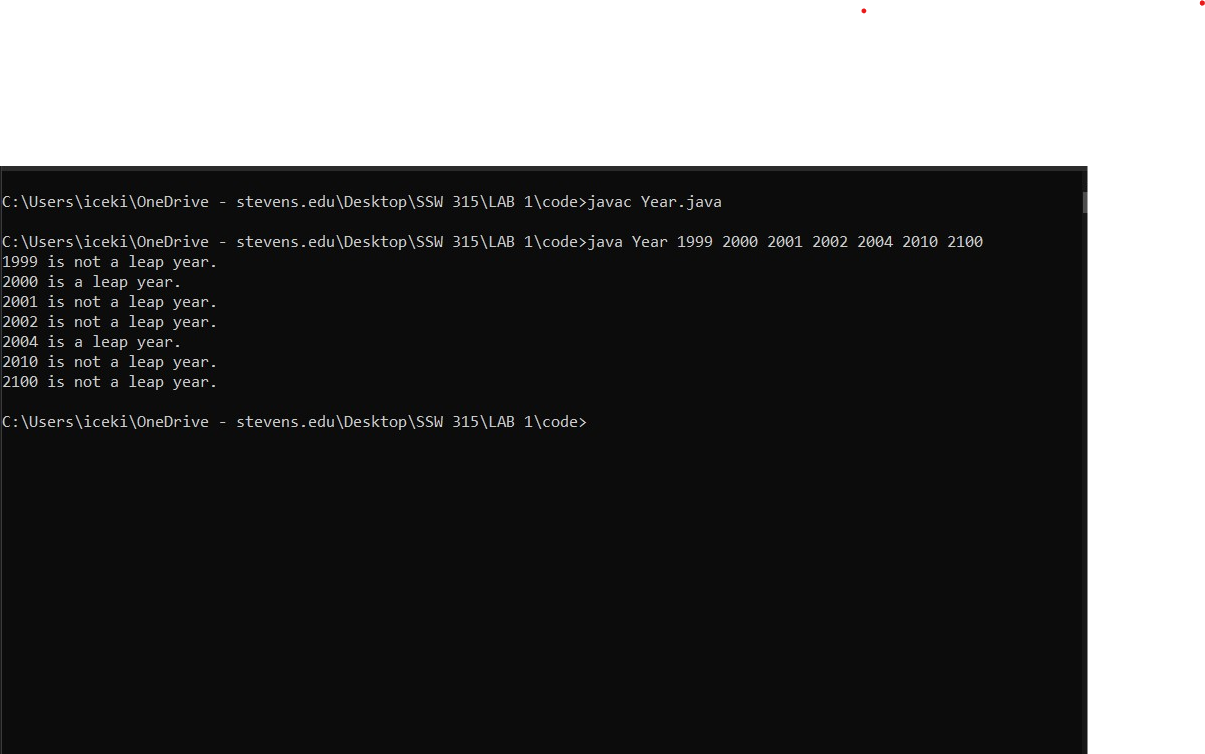 C:\Users\iceki\OneDrive - stevens.edu\Desktop\SSW 315\LAB 1\code>javac Year.java
C:\Users\iceki\OneDrive - stevens.edu\Desktop\SSW 315\LAB 1\code>java Year 1999 2000 2001 2002 2004 2010 2100
1999 is not a leap year.
2000 is a leap year.
2001 is not a leap year.
2002 is not a leap year.
2004 is a leap year.
2010 is not a leap year.
2100 is not a leap year.
C:\Users\iceki\OneDrive - stevens.edu\Desktop\SSW 315\LAB 1\code>